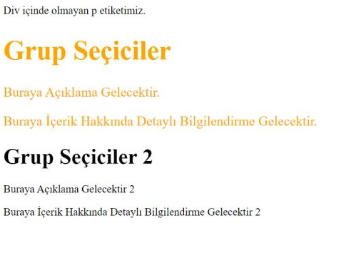 Div içinde olmayan p etiketimiz.
Grup Seçiciler
Buraya Açıklama Gelecektir.
Buraya İçerik Hakkında Detaylı Bilgilendirme Gelecektir.
Grup Seçiciler 2
Buraya Açıklama Gelecektir 2
Buraya İçerik Hakkında Detaylı Bilgilendirme Gelecektir 2